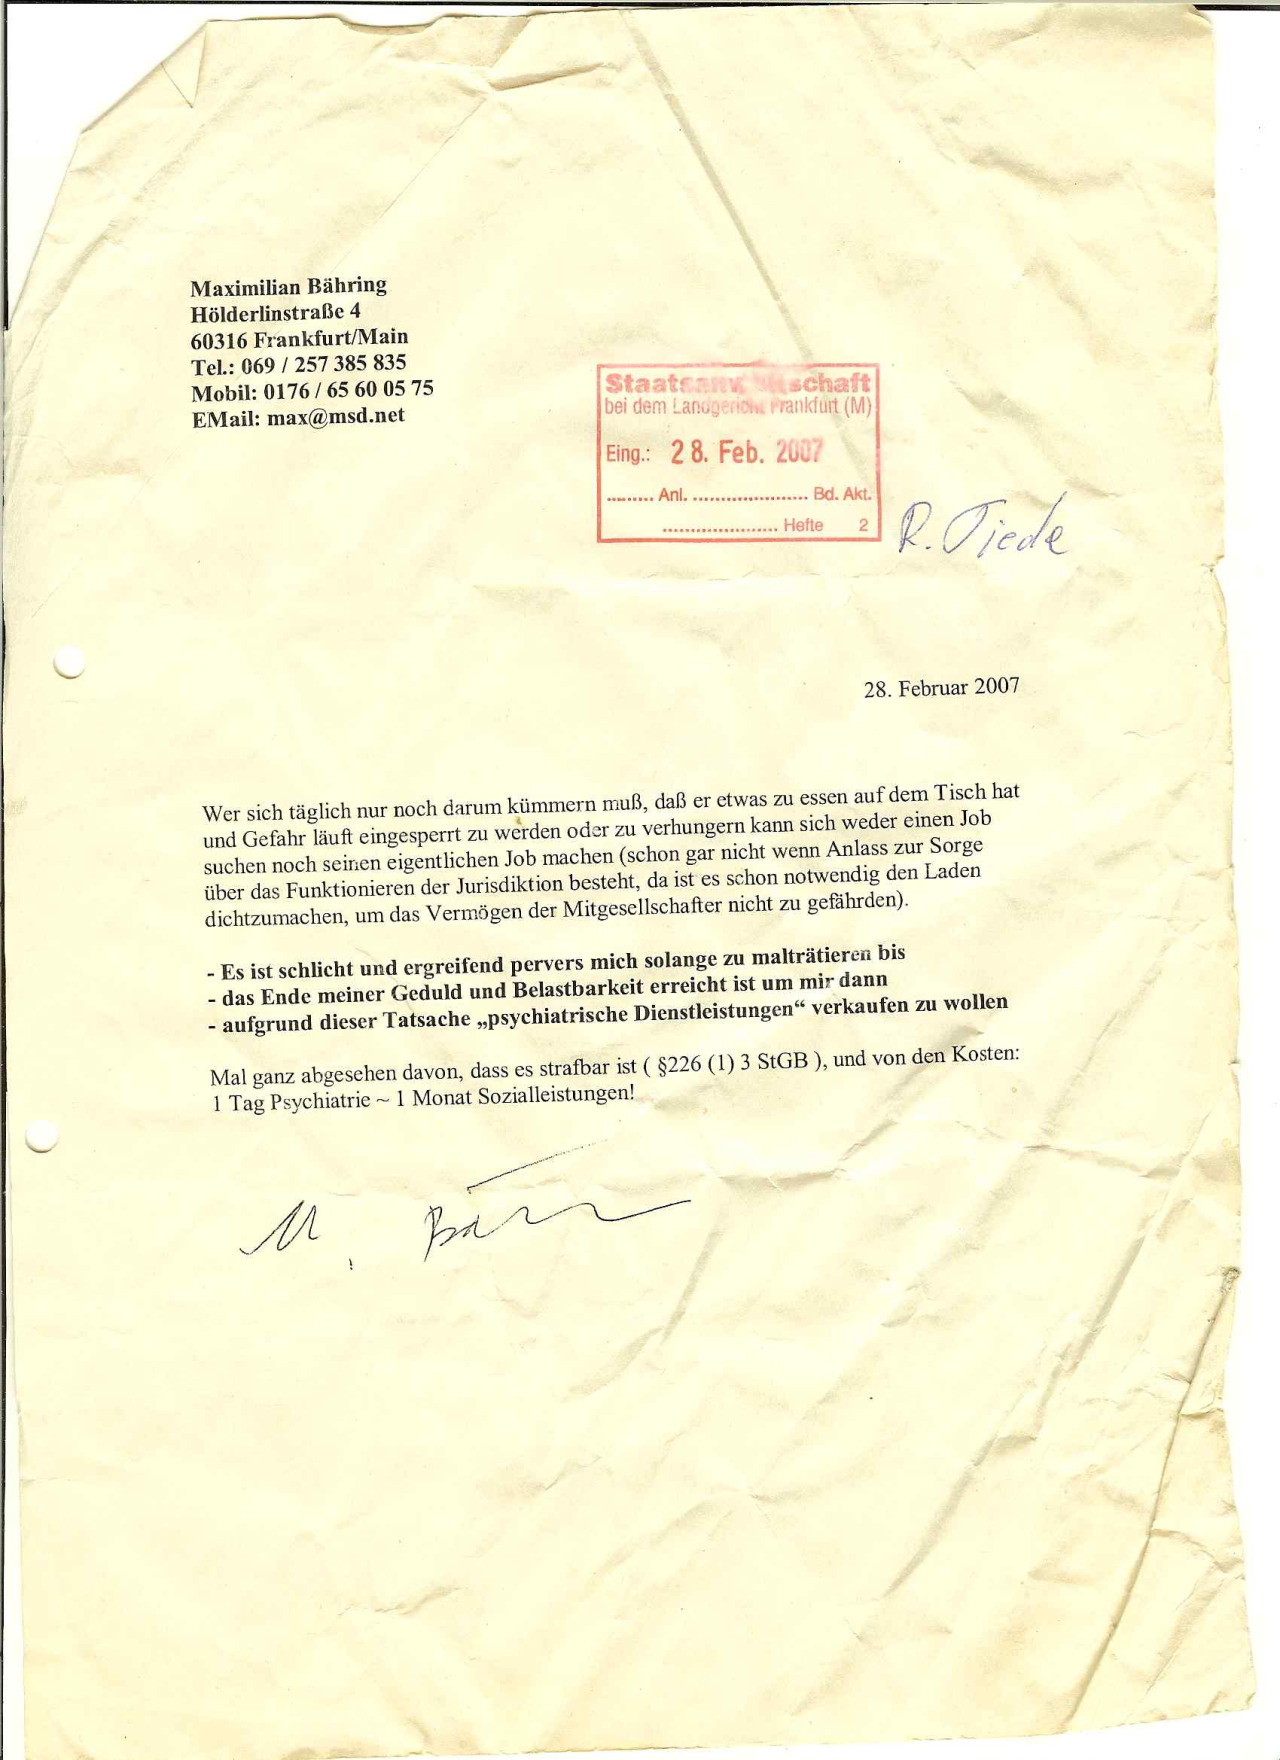 Maximilian Bähring
Hölderlinstraße 4
60316 Frankfurt/Main
Tel.: 069 / 257 385 835
Mobil: 0176 / 65 60 05 75
EMail: max@msd.net
Staatsanwaltschaft
bei dem Landgericht Frankfurt (M)
Eing.: 28. Feb. 2007
......... Anl. ...................... Bd. Akt.
...................... Hefte 2
R. Tiede
28. Februar 2007
Wer sich täglich nur noch darum kümmern muß, daß er etwas zu essen auf dem Tisch hat
und Gefahr läuft eingesperrt zu werden oder zu verhungern kann sich weder einen Job
suchen noch seinen eigentlichen Job machen (schon gar nicht wenn Anlass zur Sorge
über das Funktionieren der Jurisdiktion besteht, da ist es schon notwendig den Laden
dichtzumachen, um das Vermögen der Mitgesellschafter nicht zu gefährden).
- Es ist schlicht und ergreifend pervers mich solange zu malträtieren bis
- das Ende meiner Geduld und Belastbarkeit erreicht ist um mir dann
- aufgrund dieser Tatsache „psychiatrische Dienstleistungen“ verkaufen zu wollen
Mal ganz abgesehen davon, dass es strafbar ist ( §226 (1) 3 StGB ), und von den Kosten:
1 Tag Psychiatrie ~ 1 Monat Sozialleistungen!